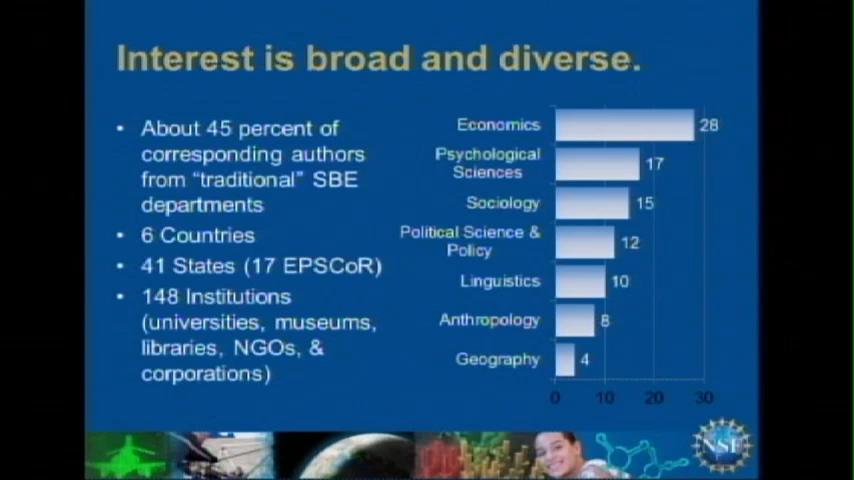 Interest is broad and diverse.
• About 45 percent of
corresponding authors
from “traditional” SBE
departments
• 6 Countries
• 41 States (17 EPSCoR)
• 148 Institutions
(universities, museums,
libraries, NGOs, &
corporations)
Economics 28
Psychological
Sciences 17
Sociology 15
Political Science &
Policy 12
Linguistics 10
Anthropology 8
Geography 4
0 10 20 30
NSF